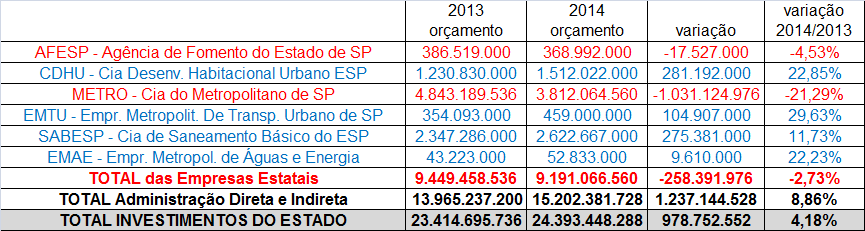 2013 orçamento 2014 orçamento variação variação 2014/2013
AFESP - Agência de Fomento do Estado de SP 386.519.000 368.992.000 -17.527.000 -4,53%
CDHU - Cia Desenv. Habitacional Urbano ESP 1.230.830.000 1.512.022.000 281.192.000 22,85%
METRO - Cia do Metropolitano de SP 4.843.189.536 3.812.064.560 -1.031.124.976 -21,29%
EMTU - Empr. Metropolit. De Transp. Urbano de SP 354.093.000 459.000.000 104.907.000 29,63%
SABESP - Cia de Saneamento Básico do ESP 2.347.286.000 2.622.667.000 275.381.000 11,73%
EMAE - Empr. Metropol. de Águas e Energia 43.223.000 52.833.000 9.610.000 22,23%
TOTAL das Empresas Estatais 9.449.458.536 9.191.066.560 -258.391.976 -2,73%
TOTAL Administração Direta e Indireta 13.965.237.200 15.202.381.728 1.237.144.528 8,86%
TOTAL INVESTIMENTOS DO ESTADO 23.414.695.736 24.393.448.288 978.752.552 4,18%